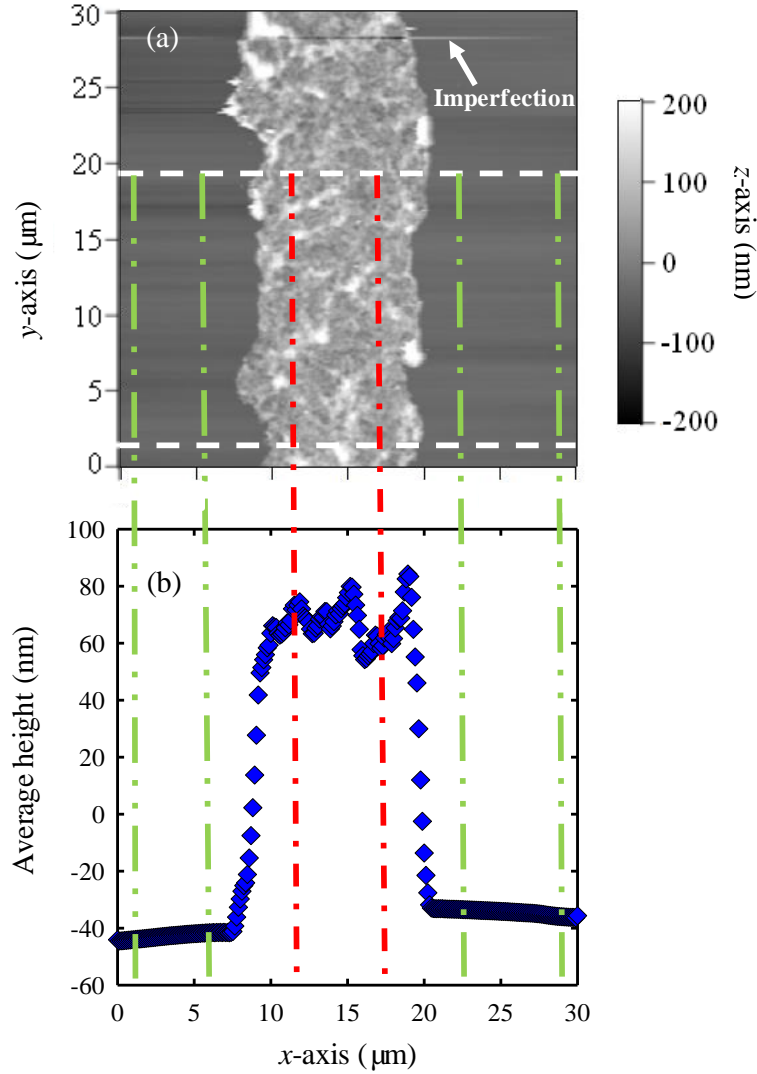 30
(a)
25
Imperfection
20
15
10
5
0
y-axis (µm)
200
100
0
-100
-200
z-axis (nm)
100
(b)
80
60
40
20
0
-20
-40
-60
Average height (nm)
0 5 10 15 20 25 30
x-axis (µm)